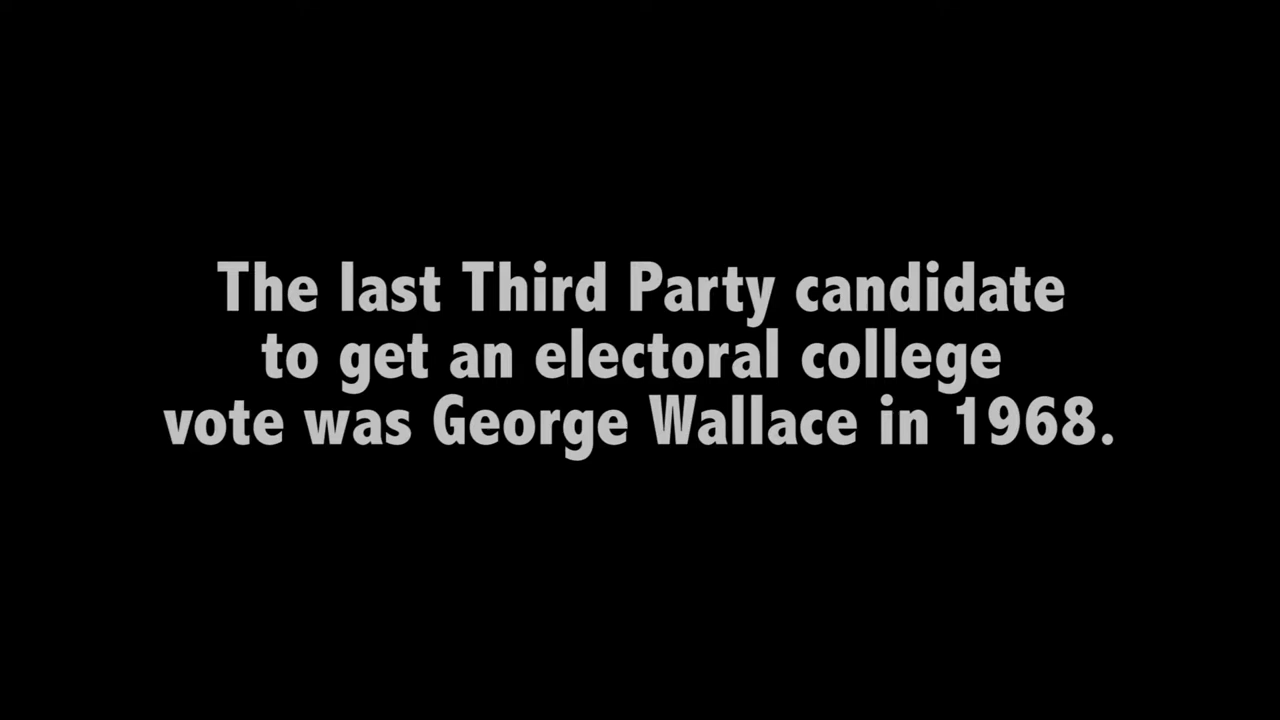 The last Third Party candidate
to get an electoral college
vote was George Wallace in 1968.